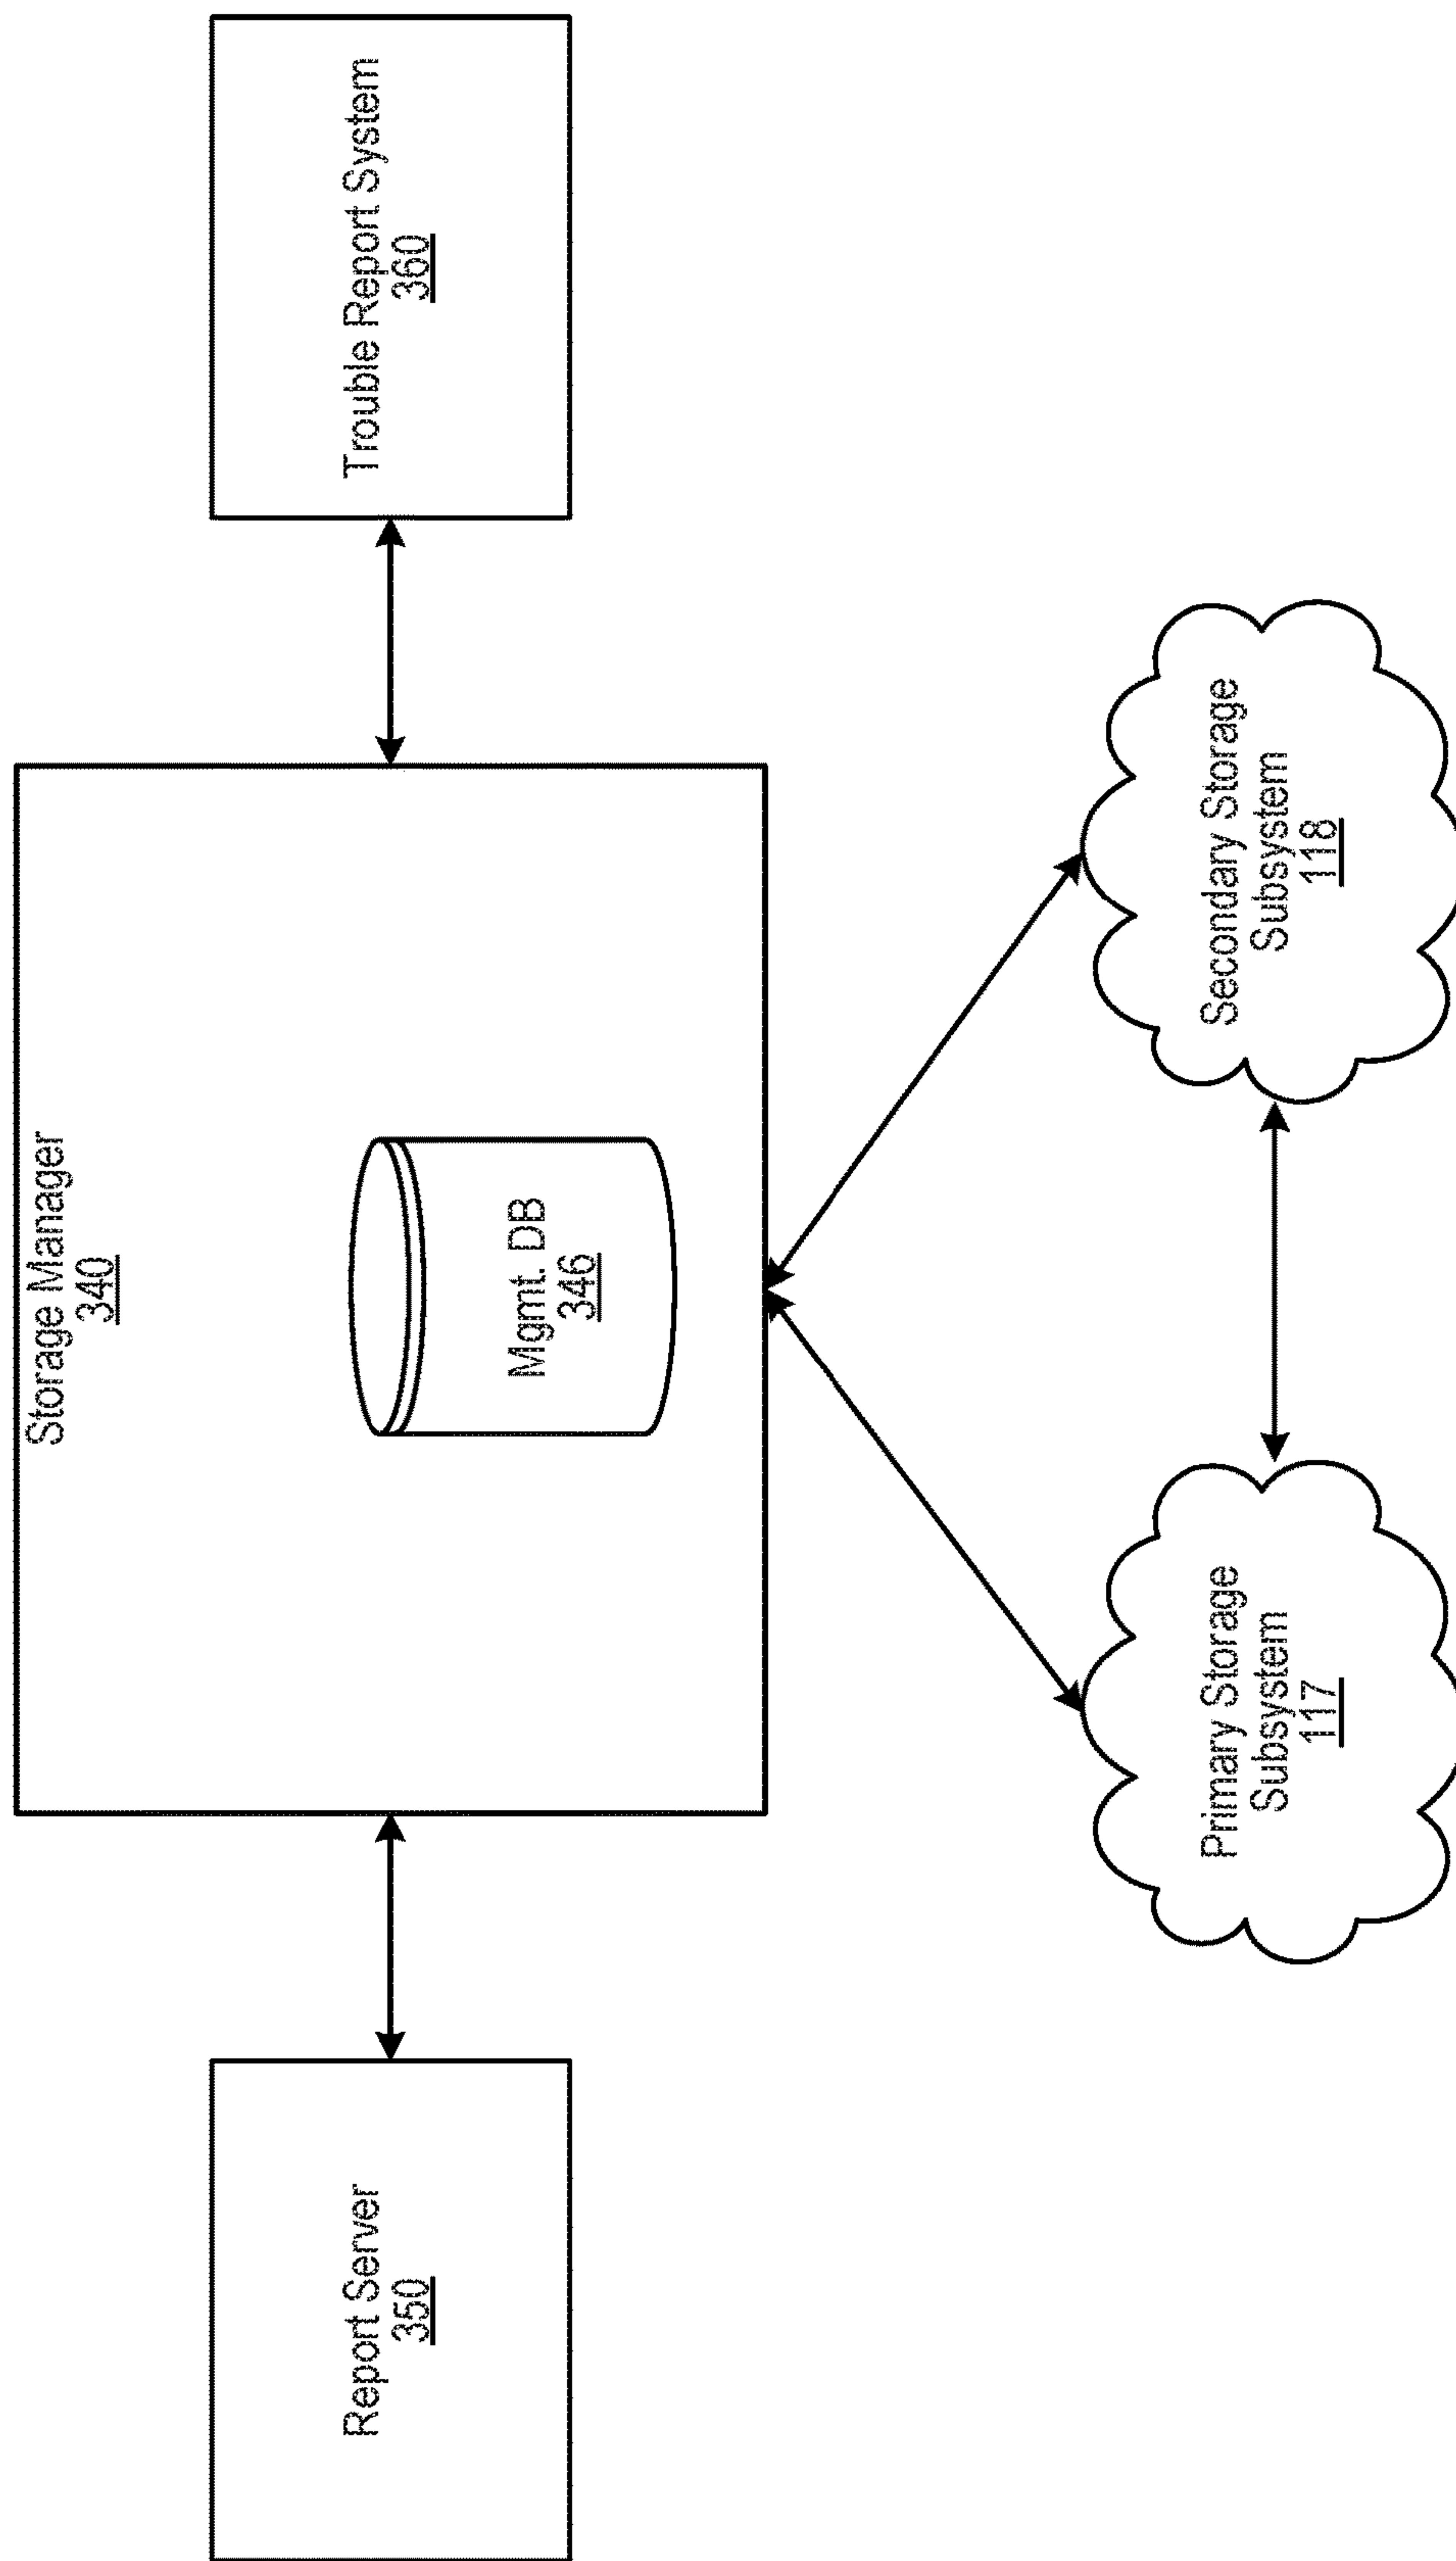 Storage Manager
340
Report Server
350
Mgmt. DB
346
Trouble Report System
360
Primary Storage
Subsystem
117
Secondary Storage
Subsystem
118